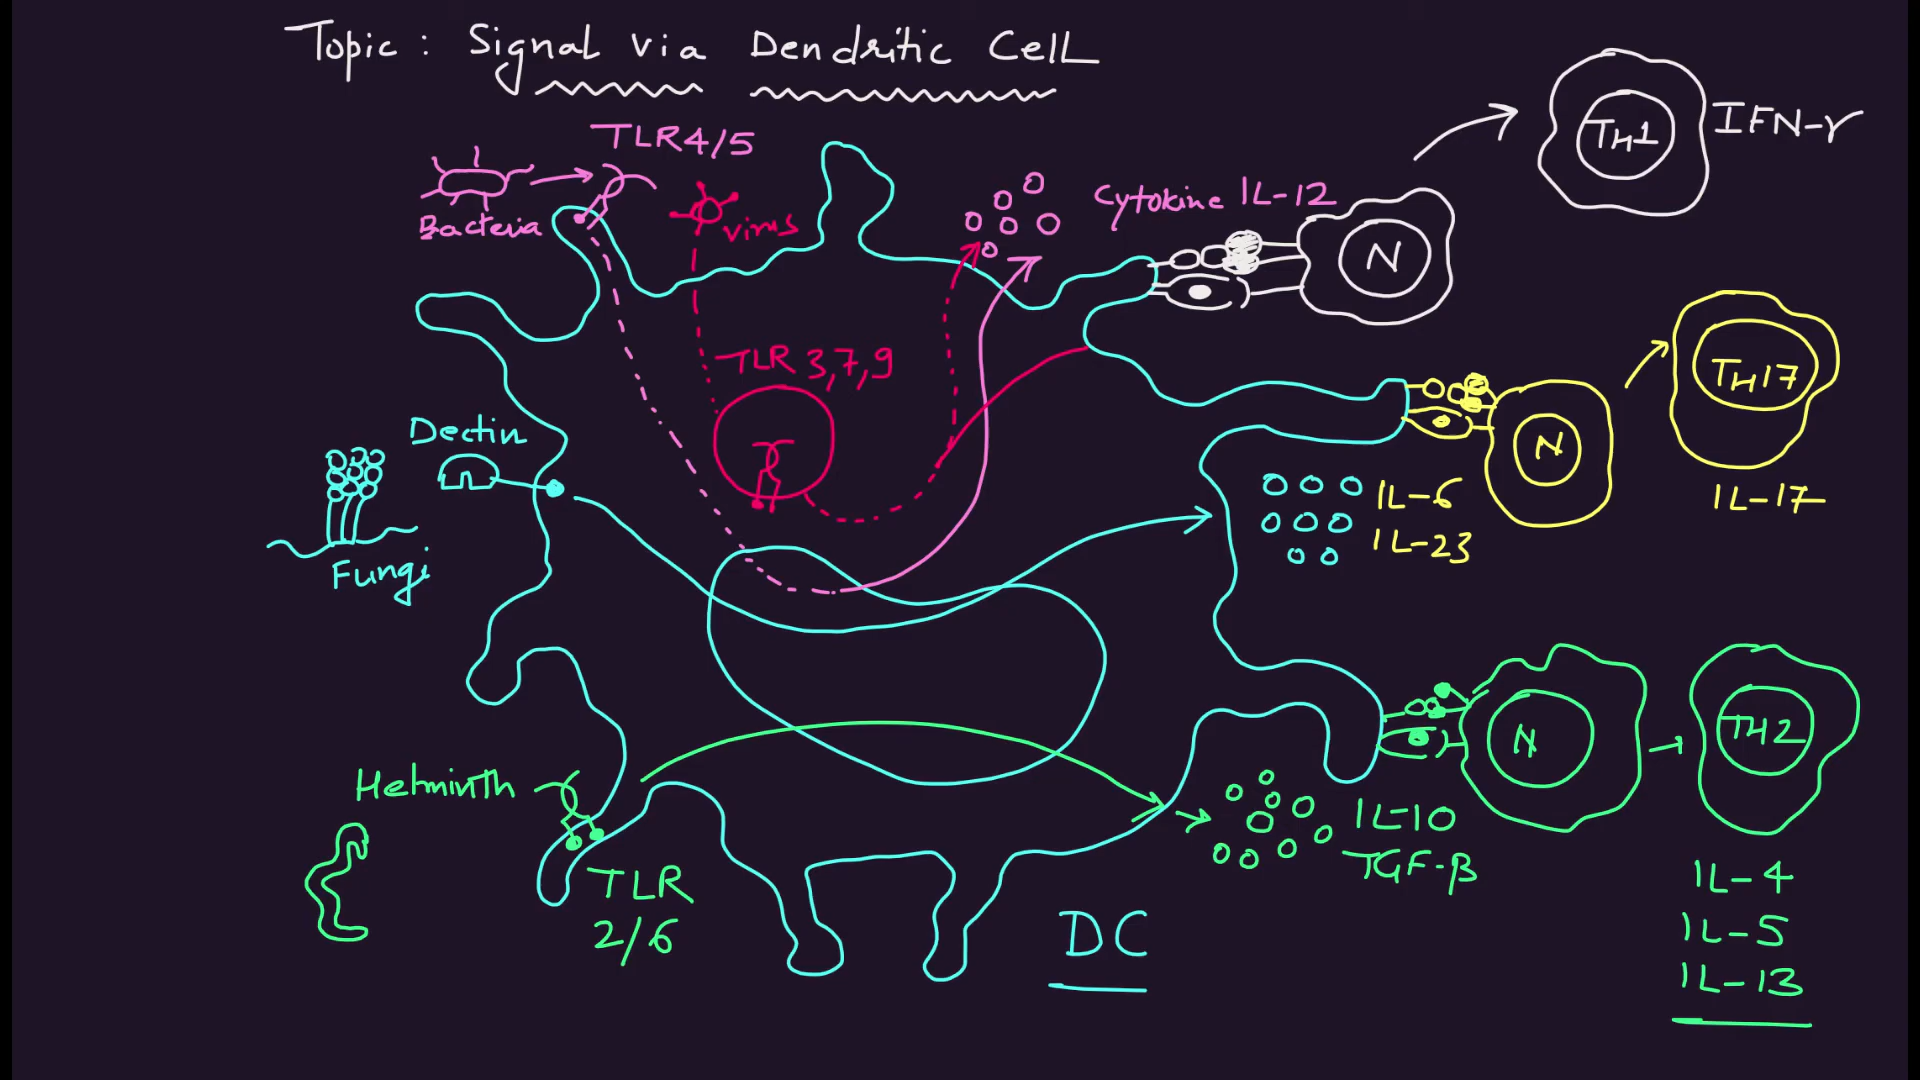 Topic : Signal via Dendritic Cell
TLR4/5
Bacteria
virus
Cytokine IL-12
N
TH1
IFN-γ
TLR 3,7,9
Dectin
Fungi
N
TH17
IL-17
IL-6
IL-23
Helminth
TLR
2/6
N
TH2
IL-10
TGF-β
IL-4
IL-5
IL-13
DC